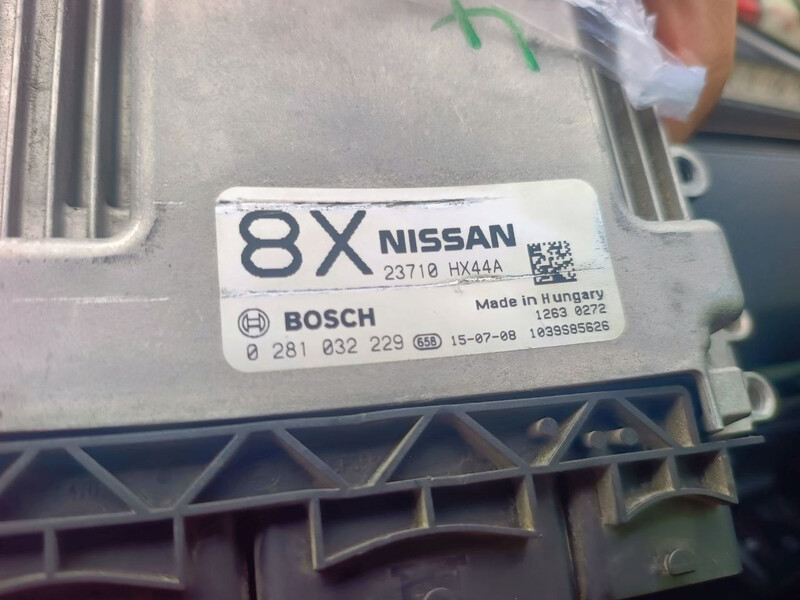 8X NISSAN
23710 HX44A
Made in Hungary
1263 0272
BOSCH
0 281 032 229 658 15-07-08 1039S85626